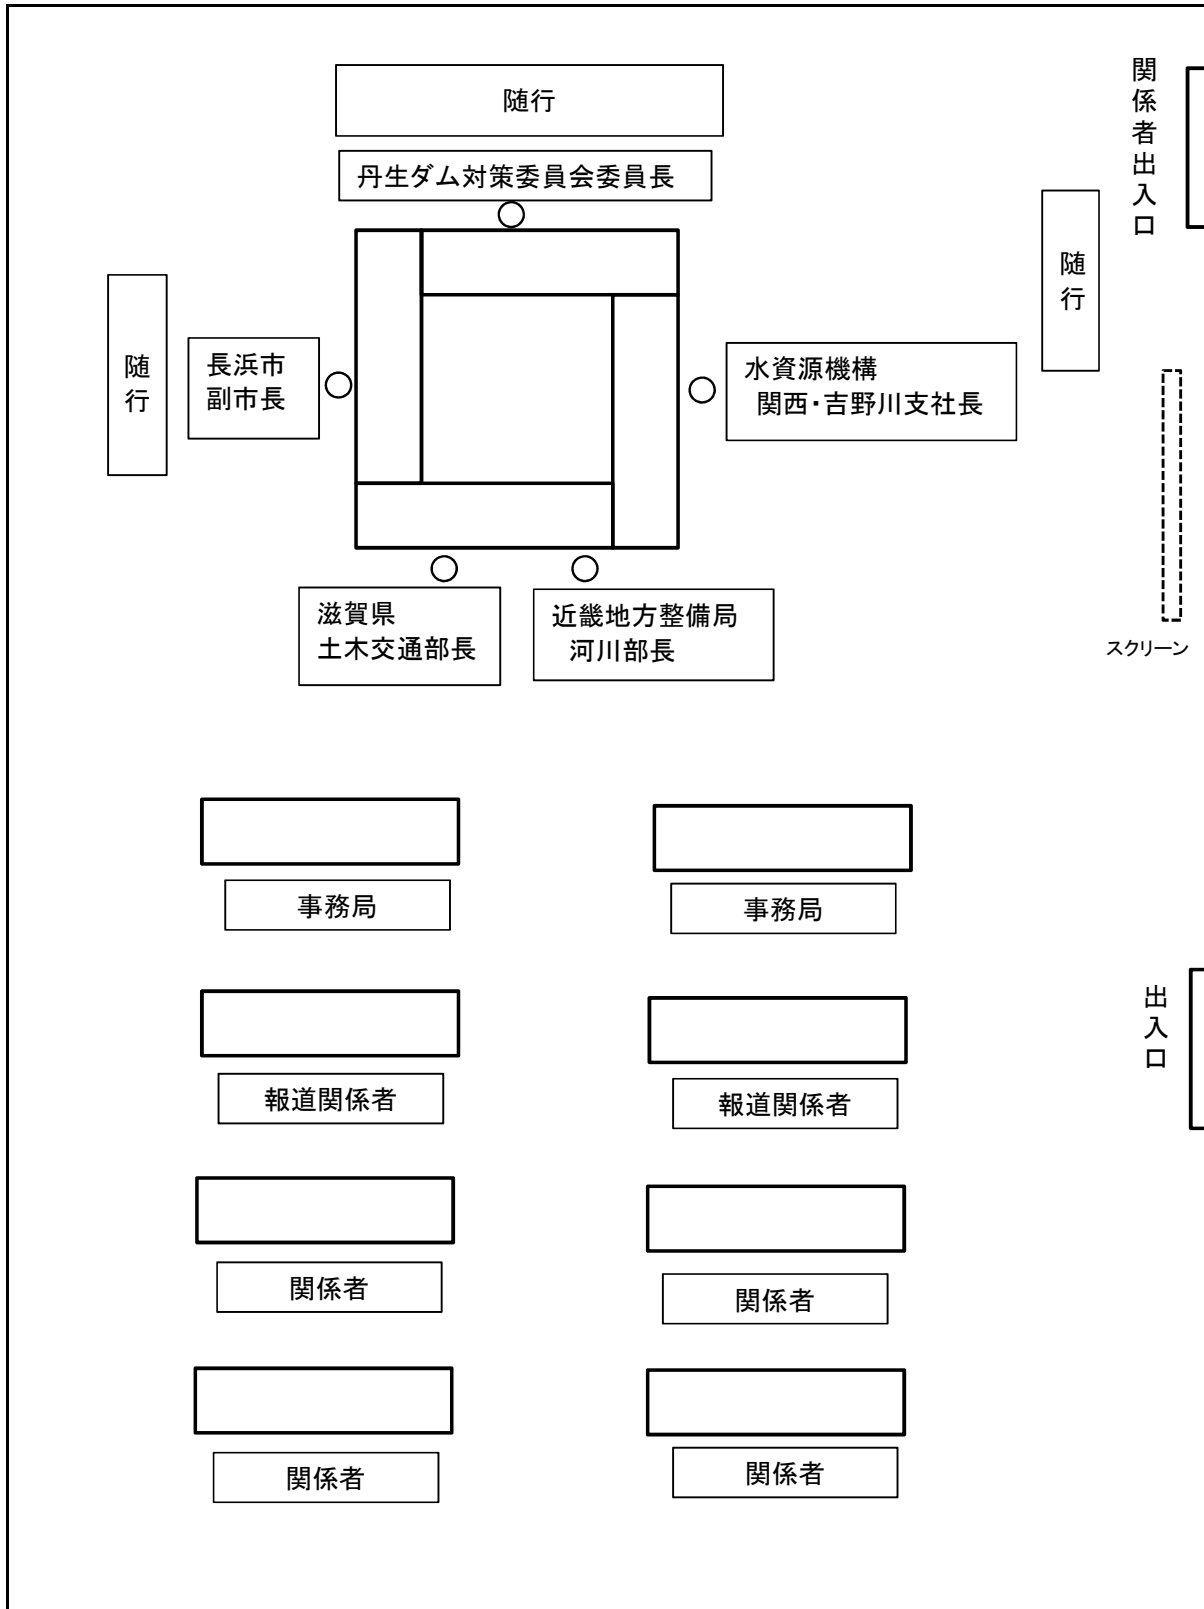 随行
丹生ダム対策委員会委員長
関係者出入口
随行
随行
長浜市
副市長
水資源機構
関西・吉野川支社長
滋賀県
土木交通部長
近畿地方整備局
河川部長
スクリーン
事務局
事務局
出入口
報道関係者
報道関係者
関係者
関係者
関係者
関係者